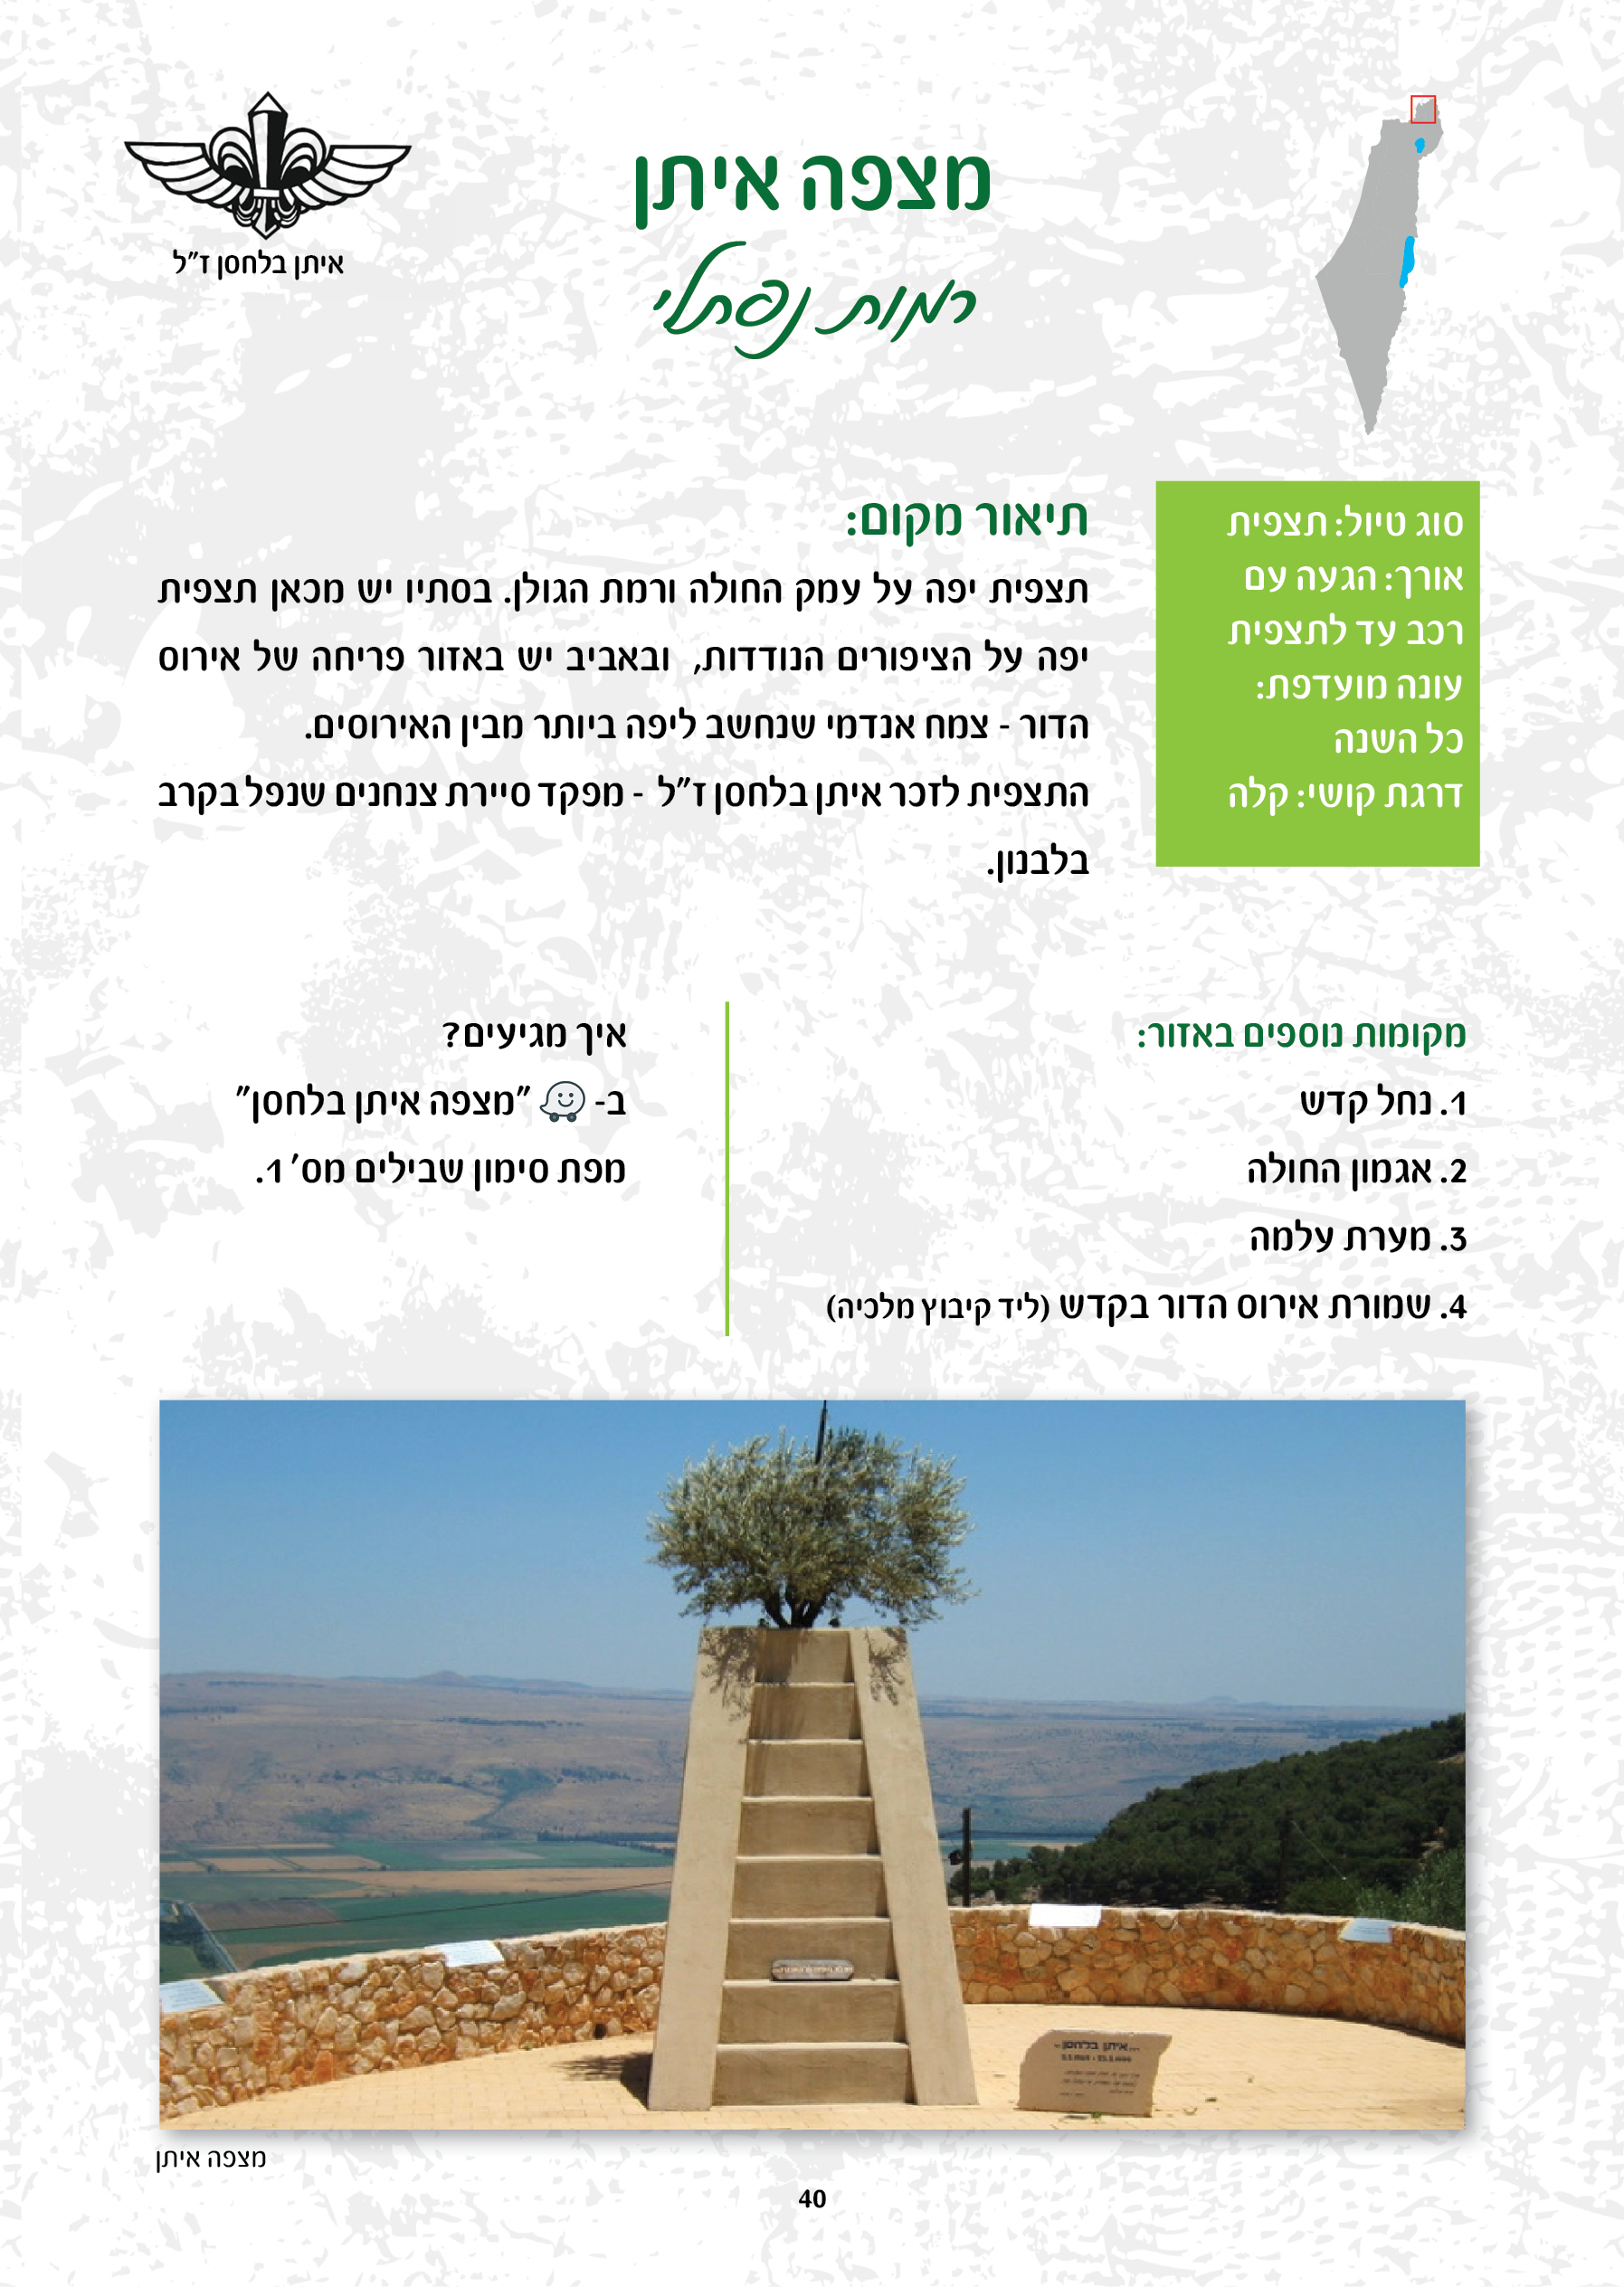 מצפה איתן
רמות נפתלי
איתן בלחסן ז"ל
סוג טיול: תצפית
אורך: הגעה עם
רכב עד לתצפית
עונה מועדפת:
כל השנה
דרגת קושי: קלה
תיאור מקום:
תצפית יפה על עמק החולה ורמת הגולן. בסתיו יש מכאן תצפית
יפה על הציפורים הנודדות, ובאביב יש באזור פריחה של אירוס
הדור - צמח אנדמי שנחשב ליפה ביותר מבין האירוסים.
התצפית לזכר איתן בלחסן ז"ל - מפקד סיירת צנחנים שנפל בקרב
בלבנון.
מקומות נוספים באזור:
1. נחל קדש
2. אגמון החולה
3. מערת עלמה
4. שמורת אירוס הדור בקדש (ליד קיבוץ מלכיה)
איך מגיעים?
ב- "מצפה איתן בלחסן"
מפת סימון שבילים מס' 1.
איתן בלחסן
מצפה איתן
40